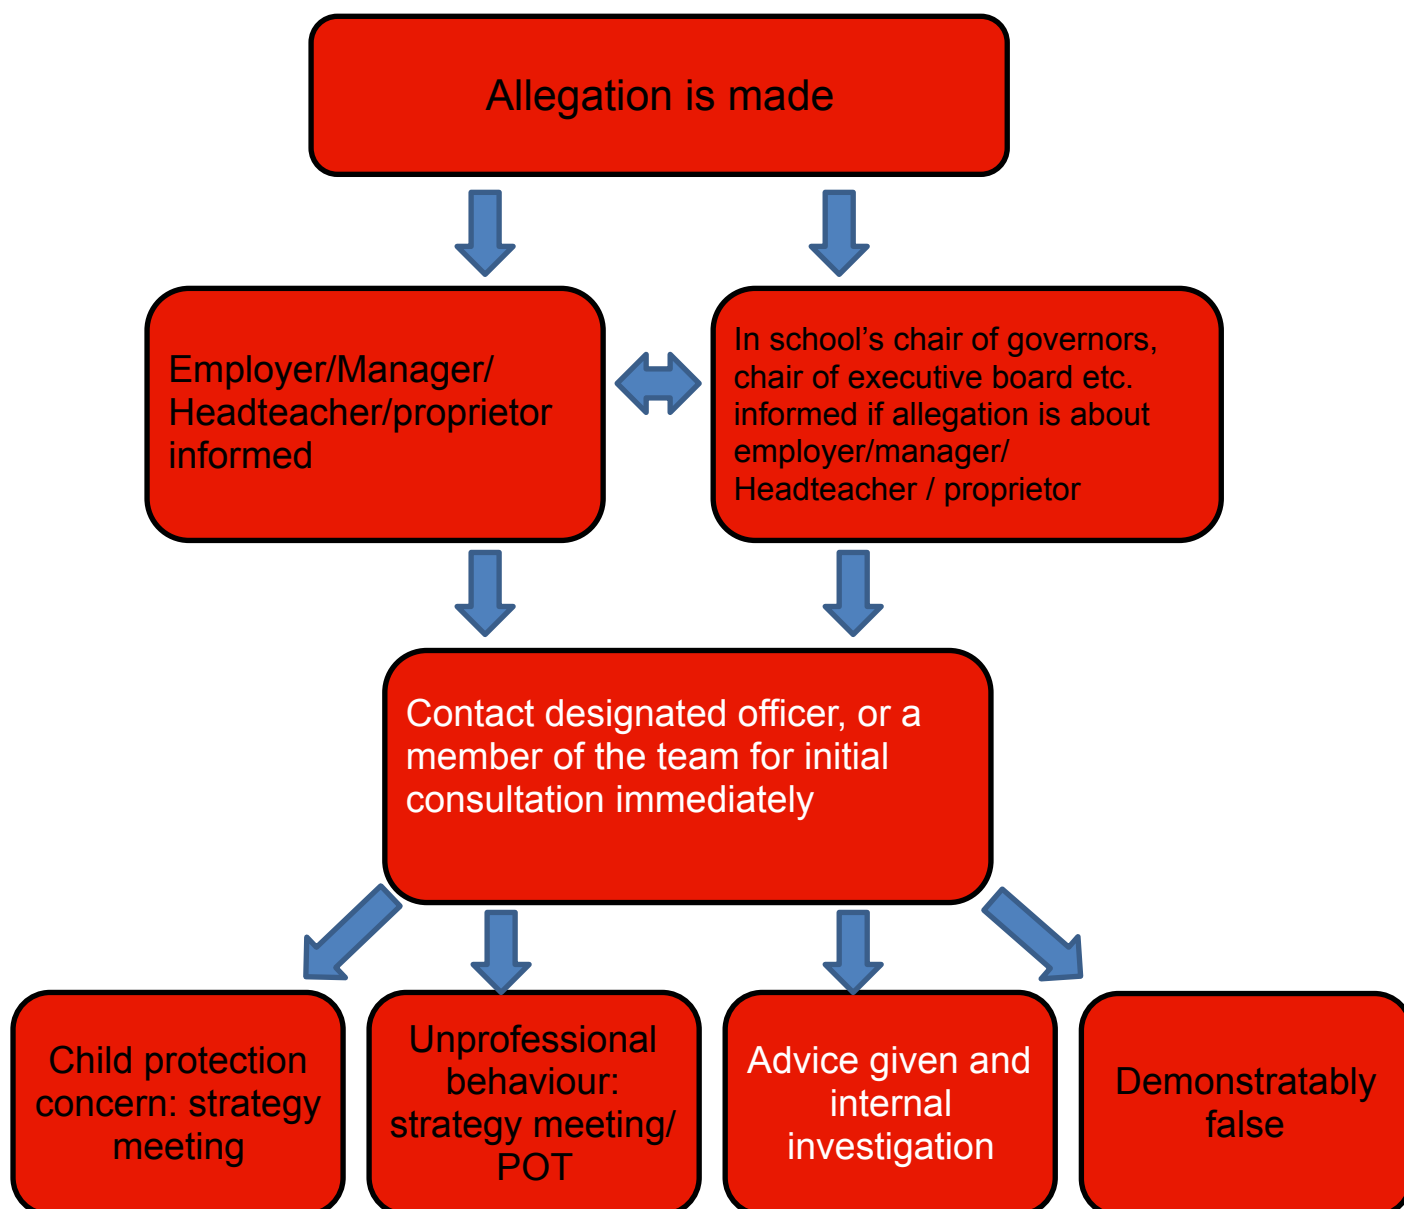 Allegation is made
Employer/Manager/
Headteacher/proprietor
informed
In school’s chair of governors,
chair of executive board etc.
informed if allegation is about
employer/manager/
Headteacher / proprietor
Contact designated officer, or a
member of the team for initial
consultation immediately
Child protection
concern: strategy
meeting
Unprofessional
behaviour:
strategy meeting/
POT
Advice given and
internal
investigation
Demonstratably
false